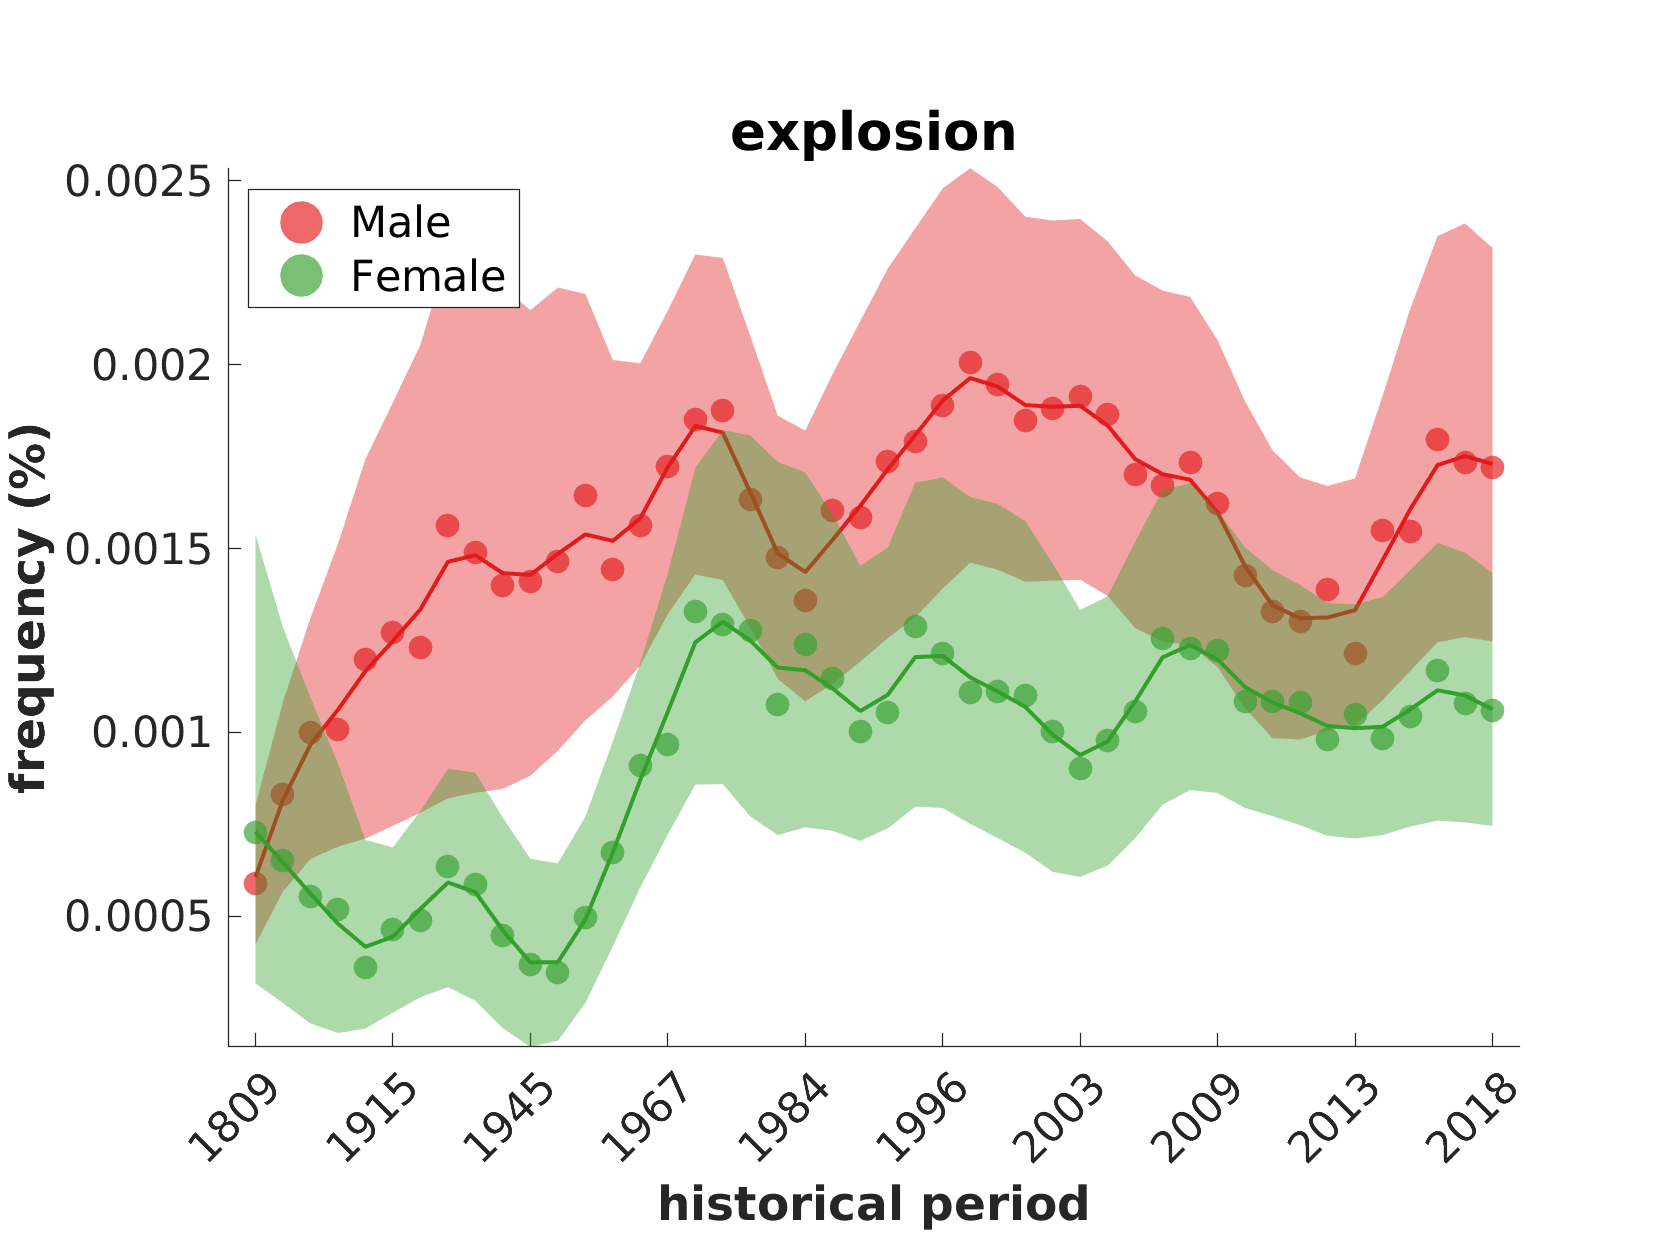 explosion
Male
Female
0.0025
0.002
0.0015
0.001
0.0005
frequency (%)
1809 1915 1945 1967 1984 1996 2003 2009 2013 2018
historical period